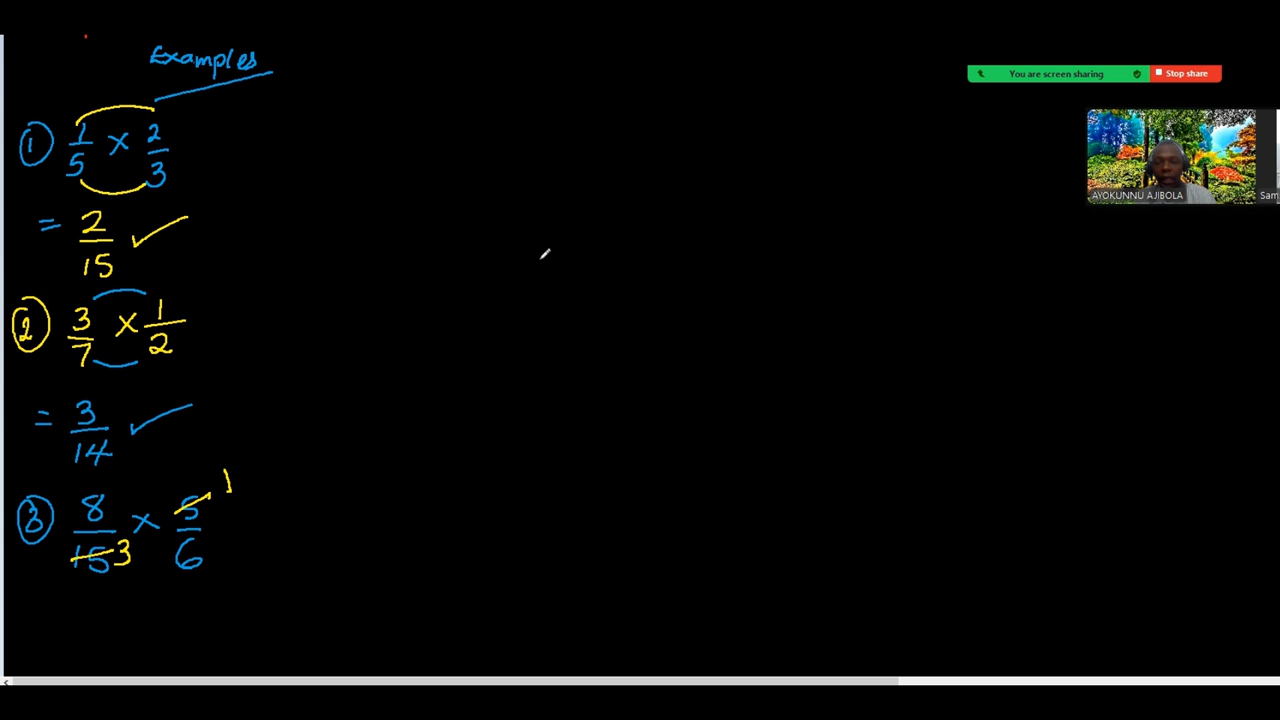 Examples
You are screen sharing
Stop share
① 1/5 × 2/3
= 2/15 ✓
② 3/7 × 1/2
= 3/14 ✓
③ 8/15 3 × 5/6 1
AYOKUNNU AJIBOLA
Sam